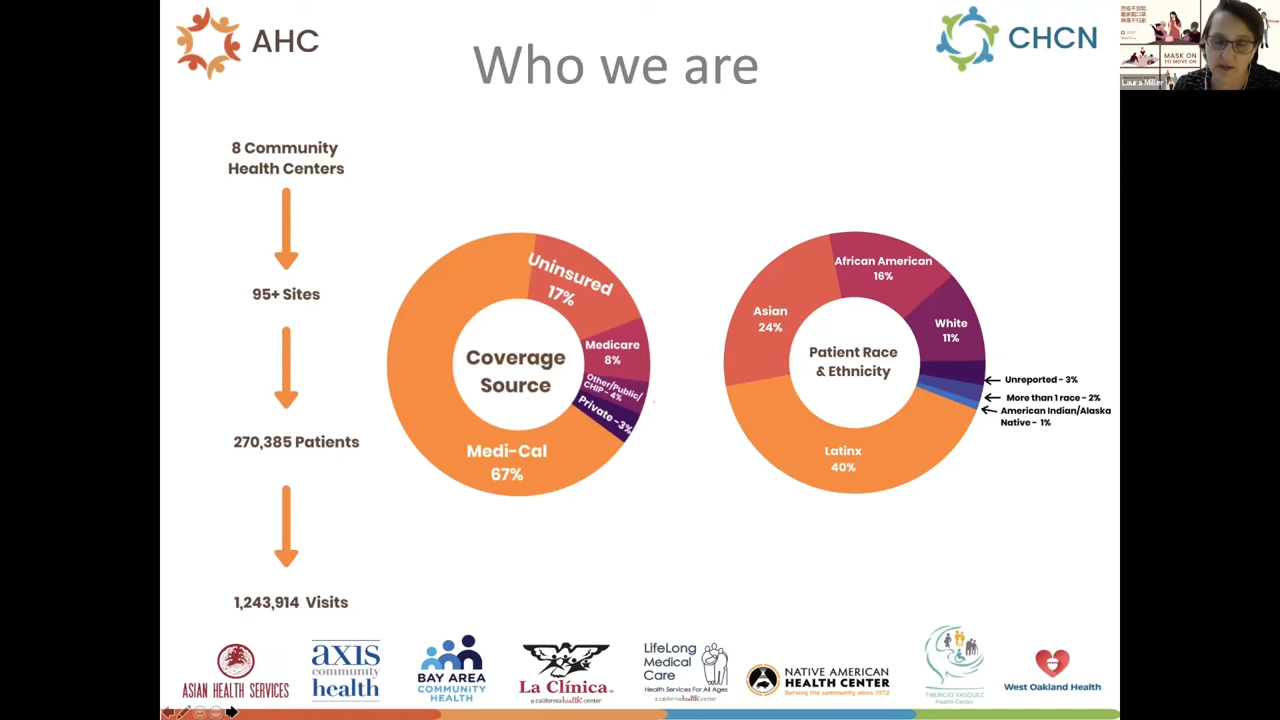 AHC
Who we are
CHCN
MASK ON
TO MOVE ON
Laura Miller
8 Community
Health Centers
95+ Sites
270,385 Patients
1,243,914 Visits
Uninsured
17%
Medicare
8%
Other/Public/
CHIP - 4%
Private -3%
Coverage
Source
Medi-Cal
67%
African American
16%
Asian
24%
White
11%
Patient Race
& Ethnicity
Unreported - 3%
More than 1 race - 2%
American Indian/Alaska
Native - 1%
Latinx
40%
ASIAN HEALTH SERVICES
axis
community
health
BAY AREA
COMMUNITY
HEALTH
La Clínica
a californiahealth center
LifeLong
Medical
Care
Health Services For All Ages
a californiahealth center
NATIVE AMERICAN
HEALTH CENTER
Serving the community since 1972
TIBURCIO VASQUEZ
Health Center
West Oakland Health